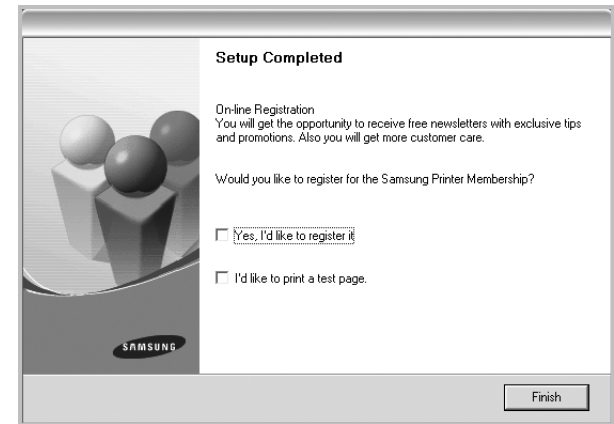 Setup Completed
On-line Registration
You will get the opportunity to receive free newsletters with exclusive tips
and promotions. Also you will get more customer care.
Would you like to register for the Samsung Printer Membership?
Yes, I'd like to register it
I'd like to print a test page.
SAMSUNG
Finish